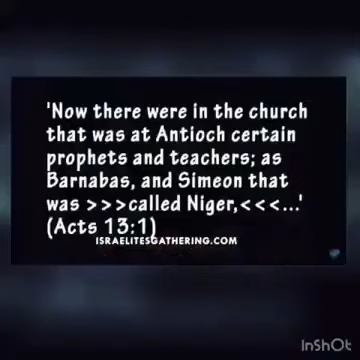 'Now there were in the church
that was at Antioch certain
prophets and teachers; as
Barnabas, and Simeon that
was >>>called Niger,<<<...'
(Acts 13:1)
ISRAELITESGATHERING.COM
InShOt